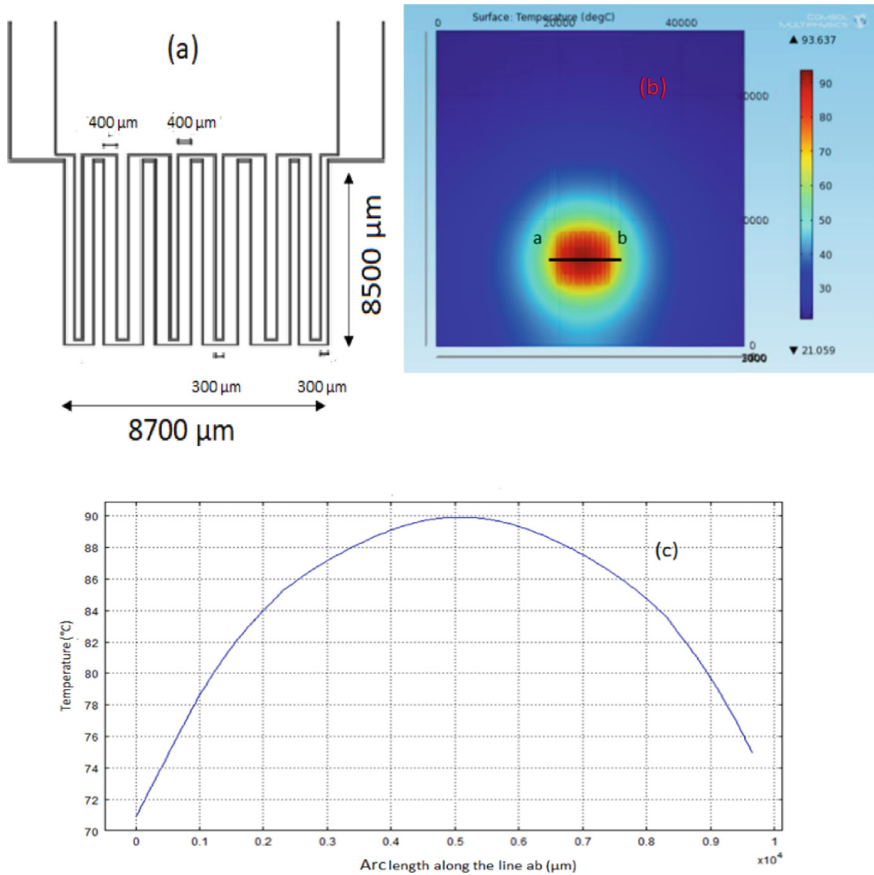 (a)
400 µm
400 µm
8500 µm
300 µm
300 µm
8700 µm
Surface: Temperature (degC)
0
20000
40000
COMSOL
MULTIPHYSICS
▲ 93.637
(b)
90
80
70
60
50
40
30
a
b
0
▼ 21.059
(c)
Temperature (°C)
90
88
86
84
82
80
78
76
74
72
70
0
0.1
0.2
0.3
0.4
0.5
0.6
0.7
0.8
0.9
1
×10⁴
Arc length along the line ab (µm)